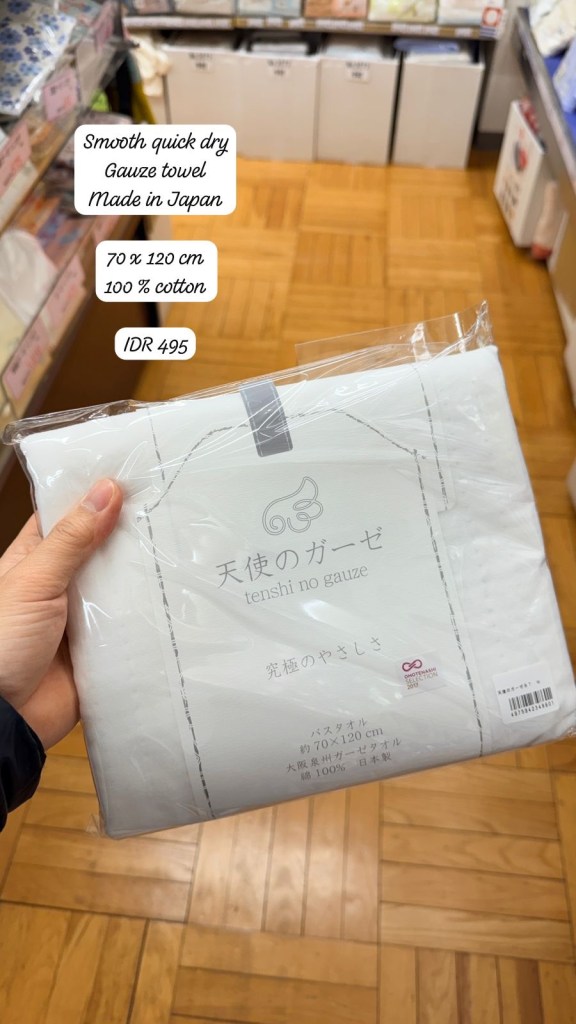 Smooth quick dry
Gauze towel
Made in Japan
70 x 120 cm
100 % cotton
IDR 495
天使のガーゼ
tenshi no gauze
究極のやさしさ
OMOTENASHI
SELECTION
バスタオル
約70×120cm
大阪泉州ガーゼタオル
綿100% 日本製